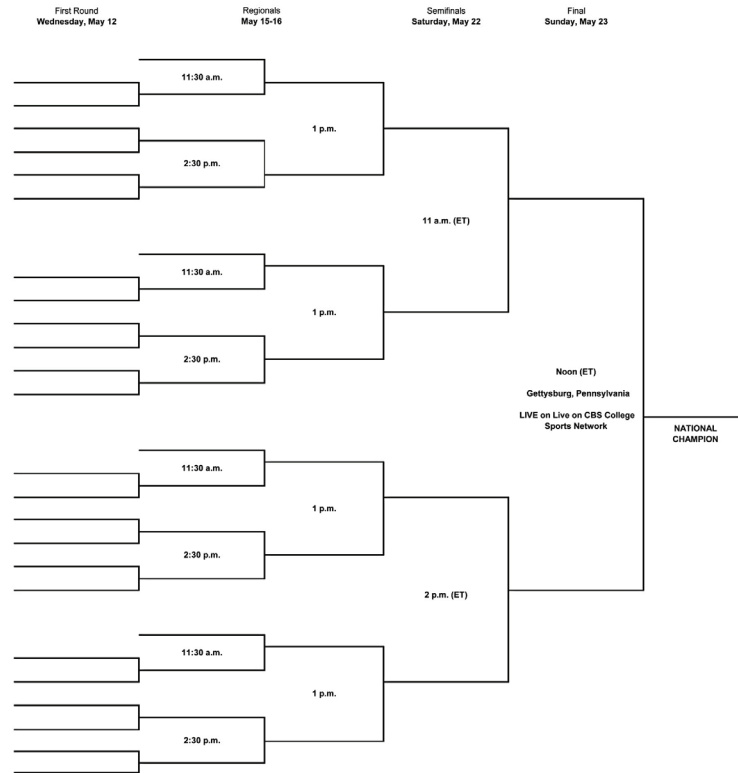 First Round
Wednesday, May 12
Regionals
May 15-16
Semifinals
Saturday, May 22
Final
Sunday, May 23
11:30 a.m.
1 p.m.
2:30 p.m.
11 a.m. (ET)
11:30 a.m.
1 p.m.
2:30 p.m.
Noon (ET)
Gettysburg, Pennsylvania
LIVE on Live on CBS College
Sports Network
NATIONAL
CHAMPION
11:30 a.m.
1 p.m.
2:30 p.m.
2 p.m. (ET)
11:30 a.m.
1 p.m.
2:30 p.m.